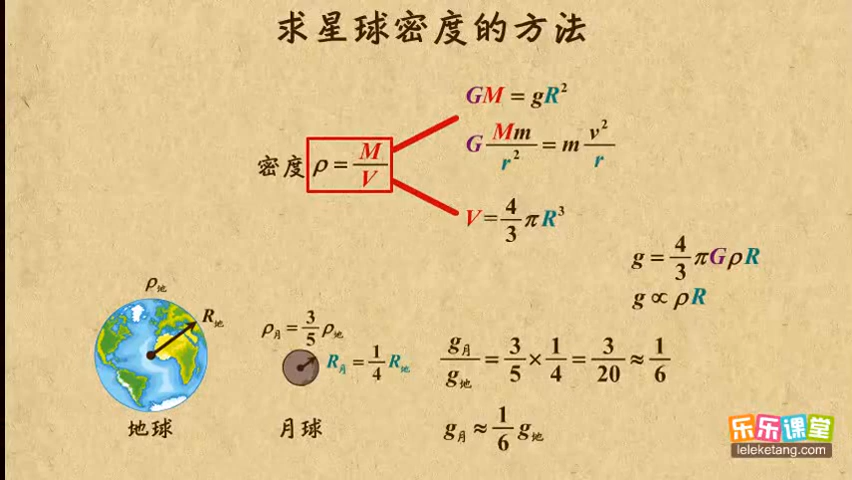 求星球密度的方法
GM = gR²
G Mm/r² = m v²/r
密度 ρ = M/V
V = 4/3 πR³
g = 4/3 πGρR
g ∝ ρR
ρ地
R地
ρ月 = 3/5 ρ地
R月 = 1/4 R地
g月/g地 = 3/5 × 1/4 = 3/20 ≈ 1/6
g月 ≈ 1/6 g地
地球
月球
乐乐课堂
leleketang.com